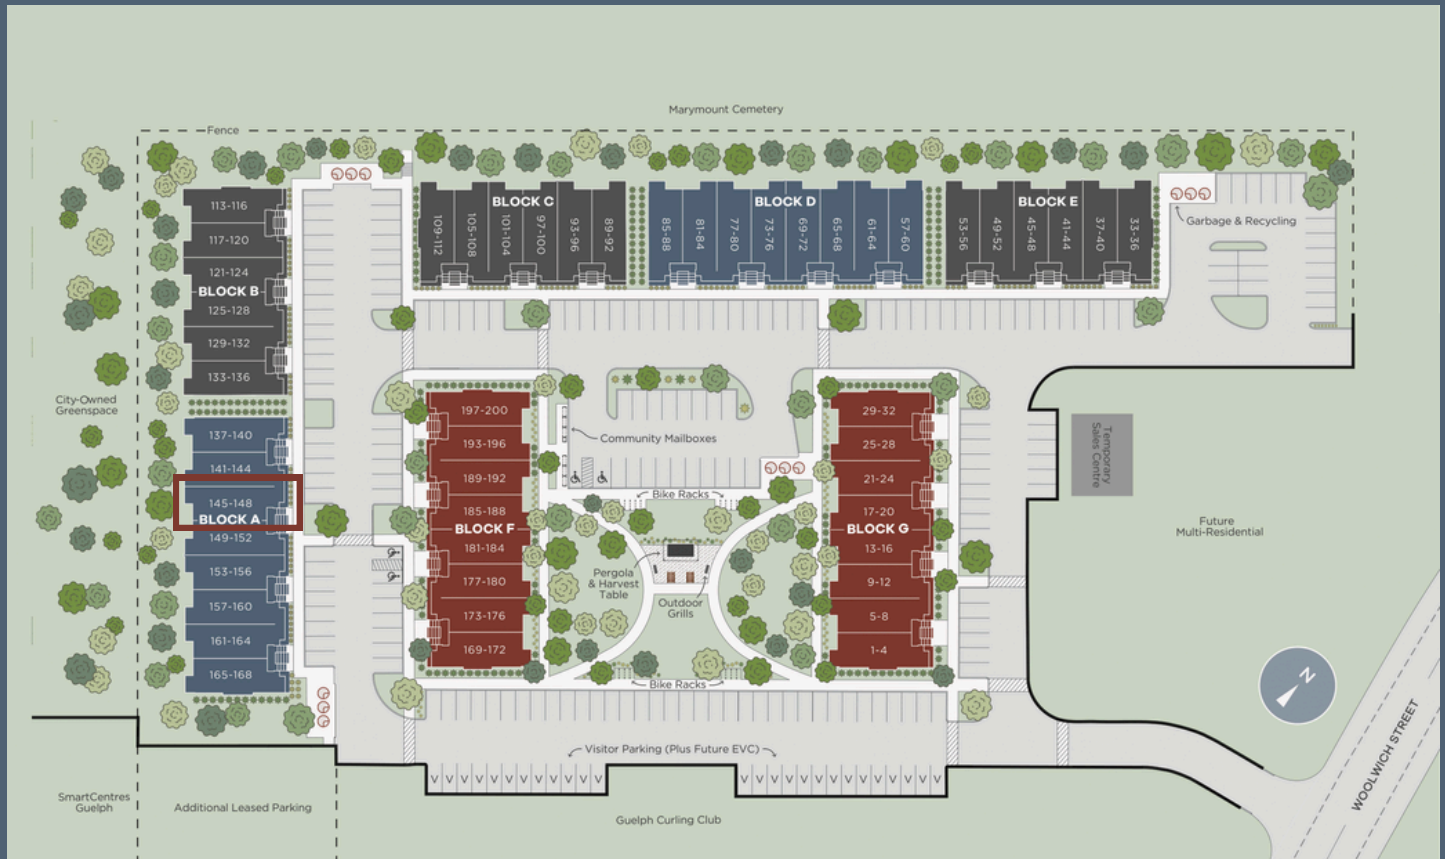 Marymount Cemetery
Fence
113-116
117-120
121-124
BLOCK B
125-128
129-132
133-136
BLOCK C
109-112
105-108
101-104
97-100
93-96
89-92
BLOCK D
85-88
81-84
77-80
73-76
69-72
65-68
61-64
57-60
BLOCK E
53-56
49-52
45-48
41-44
37-40
33-36
Garbage & Recycling
City-Owned
Greenspace
137-140
141-144
145-148
BLOCK A
149-152
153-156
157-160
161-164
165-168
197-200
193-196
189-192
185-188
BLOCK F
181-184
177-180
173-176
169-172
Community Mailboxes
Bike Racks
Pergola
& Harvest
Table
Outdoor
Grills
Bike Racks
29-32
25-28
21-24
17-20
BLOCK G
13-16
9-12
5-8
1-4
Temporary
Sales Centre
Future
Multi-Residential
N
WOOLWICH STREET
Visitor Parking (Plus Future EVC)
V V V V V V V V V V V V
V V V V V V V V V V V V V V
SmartCentres
Guelph
Additional Leased Parking
Guelph Curling Club